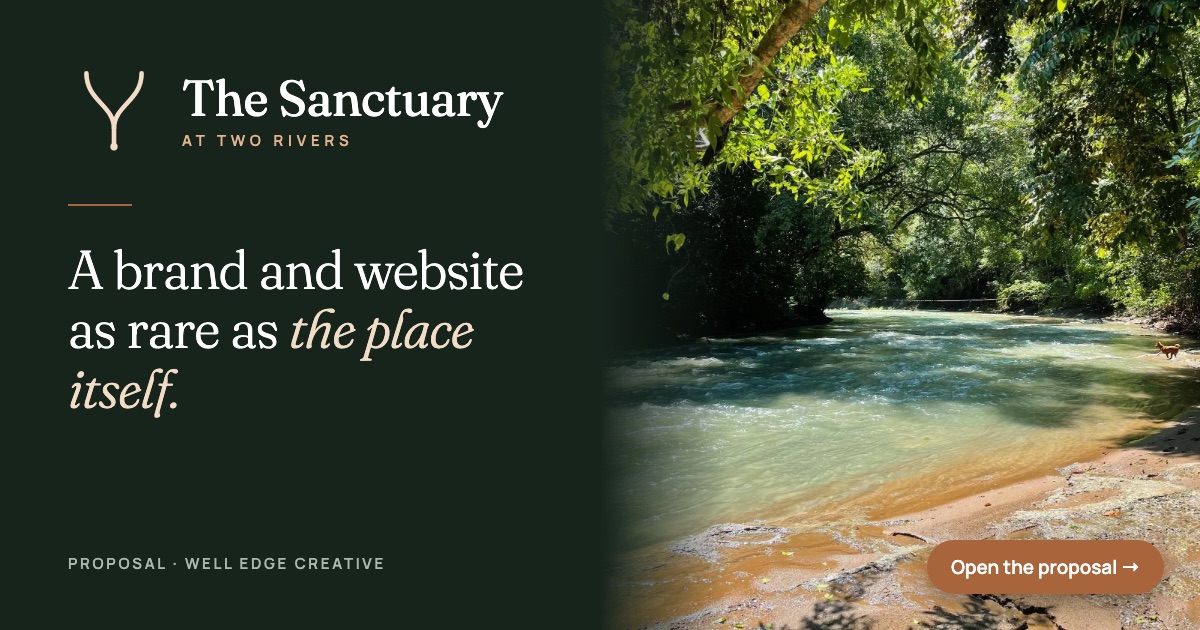 The Sanctuary
AT TWO RIVERS
A brand and website
as rare as the place
itself.
PROPOSAL · WELL EDGE CREATIVE
Open the proposal →